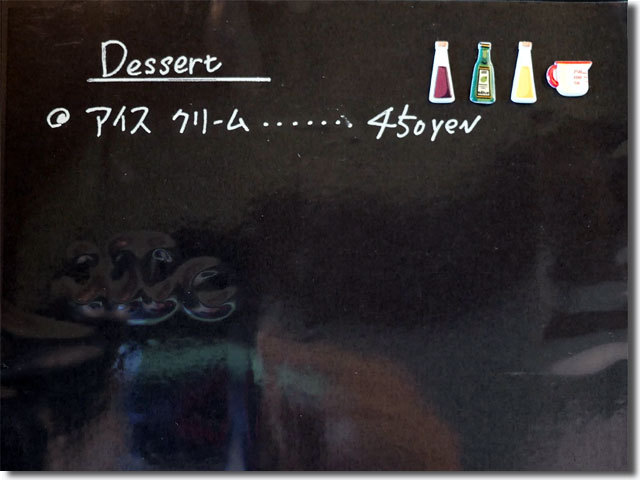 Dessert
◎ アイス クリーム ....... 450yen